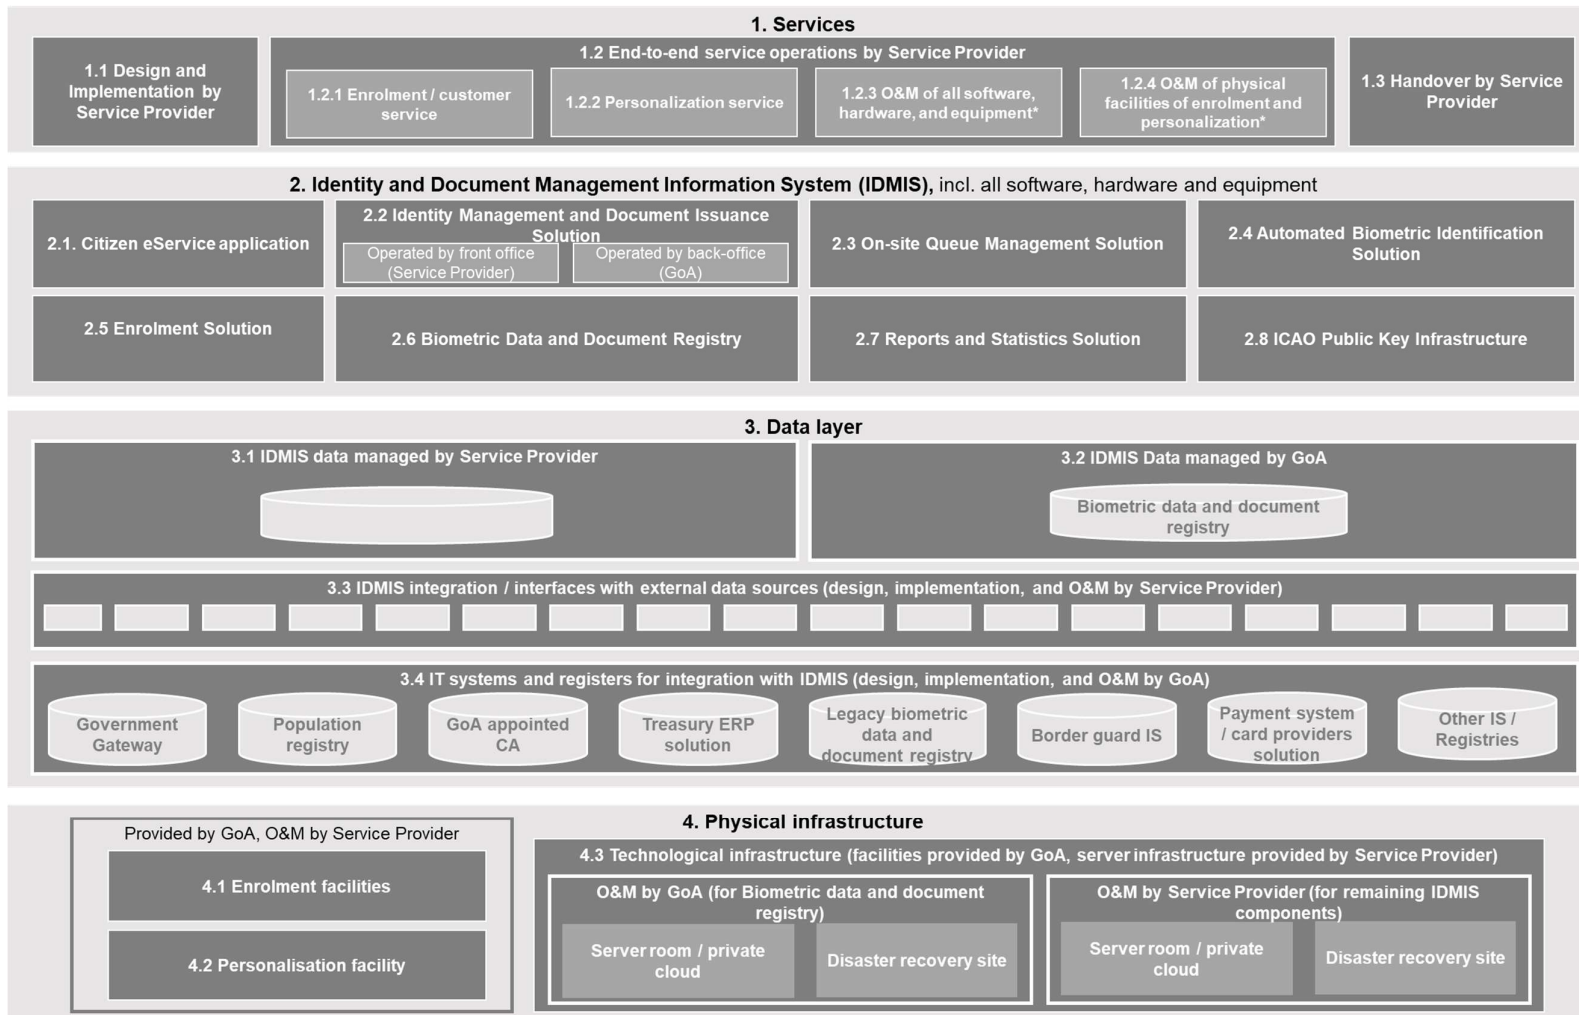 1. Services
1.1 Design and
Implementation by
Service Provider
1.2 End-to-end service operations by Service Provider
1.2.1 Enrolment / customer
service
1.2.2 Personalization service
1.2.3 O&M of all software,
hardware, and equipment*
1.2.4 O&M of physical
facilities of enrolment and
personalization*
1.3 Handover by Service
Provider
2. Identity and Document Management Information System (IDMIS), incl. all software, hardware and equipment
2.1. Citizen eService application
2.2 Identity Management and Document Issuance
Solution
Operated by front office
(Service Provider)
Operated by back-office
(GoA)
2.3 On-site Queue Management Solution
2.4 Automated Biometric Identification
Solution
2.5 Enrolment Solution
2.6 Biometric Data and Document Registry
2.7 Reports and Statistics Solution
2.8 ICAO Public Key Infrastructure
3. Data layer
3.1 IDMIS data managed by Service Provider
3.2 IDMIS Data managed by GoA
Biometric data and document
registry
3.3 IDMIS integration / interfaces with external data sources (design, implementation, and O&M by Service Provider)
3.4 IT systems and registers for integration with IDMIS (design, implementation, and O&M by GoA)
Government
Gateway
Population
registry
GoA appointed
CA
Treasury ERP
solution
Legacy biometric
data and
document registry
Border guard IS
Payment system
/ card providers
solution
Other IS /
Registries
4. Physical infrastructure
Provided by GoA, O&M by Service Provider
4.1 Enrolment facilities
4.2 Personalisation facility
4.3 Technological infrastructure (facilities provided by GoA, server infrastructure provided by Service Provider)
O&M by GoA (for Biometric data and document
registry)
Server room / private
cloud
Disaster recovery site
O&M by Service Provider (for remaining IDMIS
components)
Server room / private
cloud
Disaster recovery site